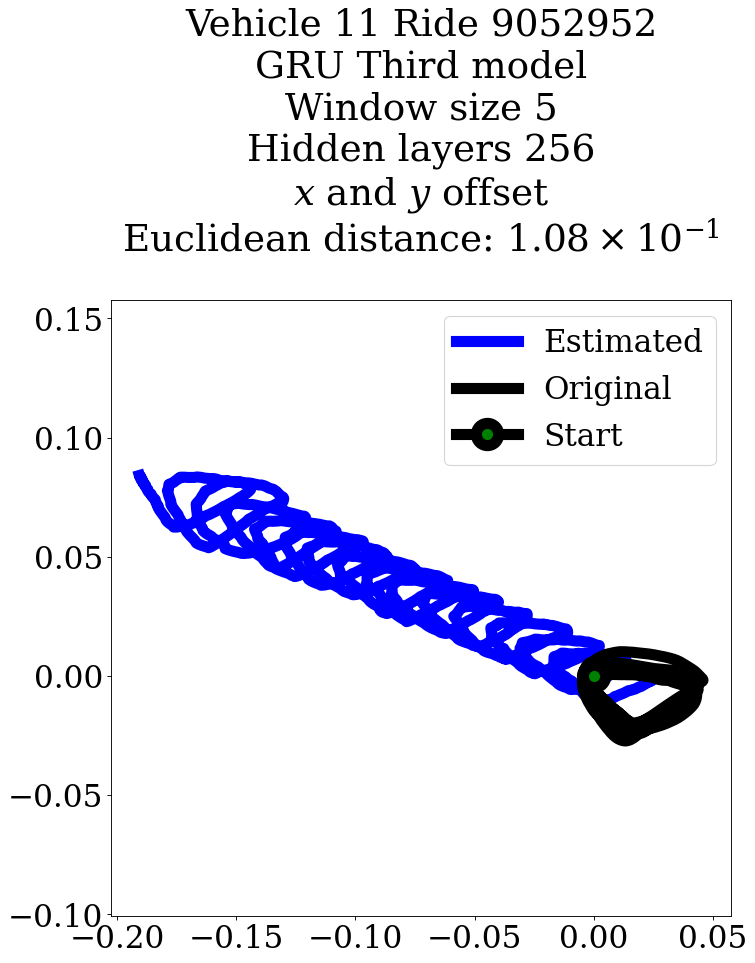 Vehicle 11 Ride 9052952
GRU Third model
Window size 5
Hidden layers 256
x and y offset
Euclidean distance: 1.08 × 10⁻¹
Estimated
Original
Start
0.15
0.10
0.05
0.00
−0.05
−0.10
−0.20 −0.15 −0.10 −0.05 0.00 0.05